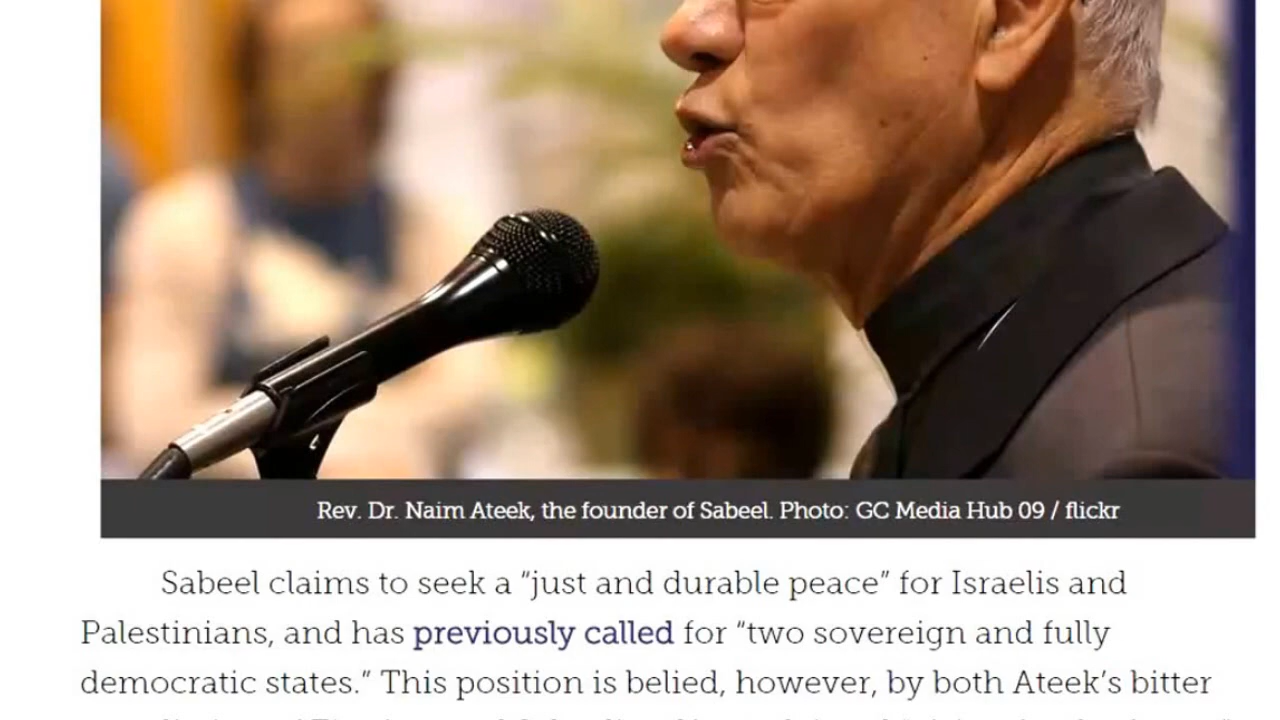 Rev. Dr. Naim Ateek, the founder of Sabeel. Photo: GC Media Hub 09 / flickr
Sabeel claims to seek a “just and durable peace” for Israelis and
Palestinians, and has previously called for “two sovereign and fully
democratic states.” This position is belied, however, by both Ateek’s bitter